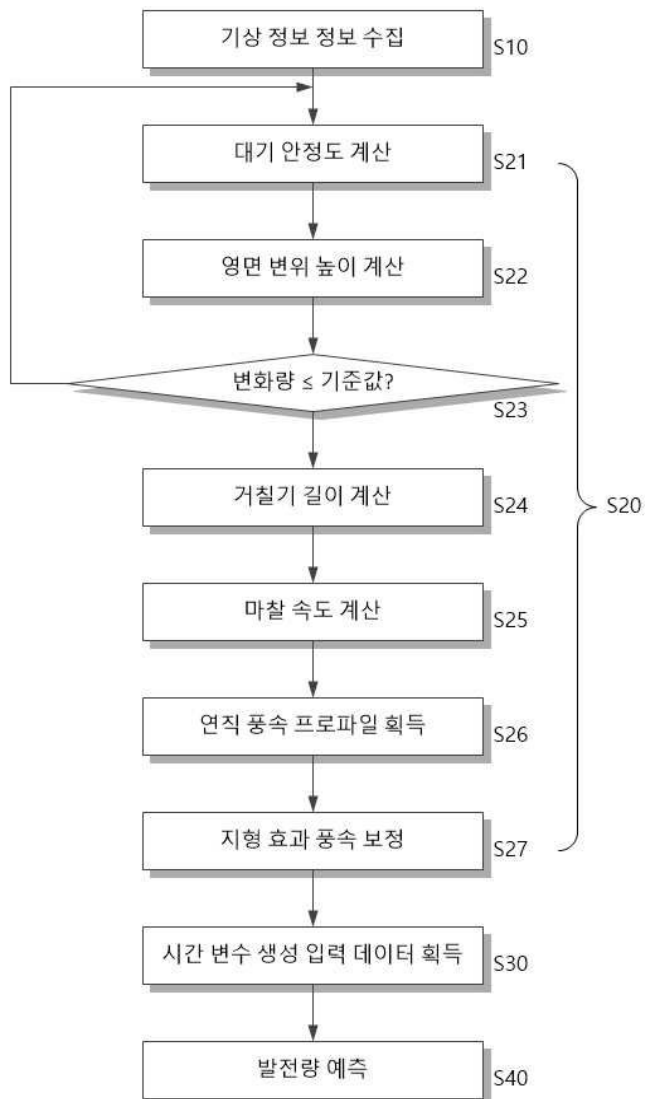 기상 정보 정보 수집
S10
대기 안정도 계산
S21
영면 변위 높이 계산
S22
변화량 ≤ 기준값?
S23
거칠기 길이 계산
S24
S20
마찰 속도 계산
S25
연직 풍속 프로파일 획득
S26
지형 효과 풍속 보정
S27
시간 변수 생성 입력 데이터 획득
S30
발전량 예측
S40